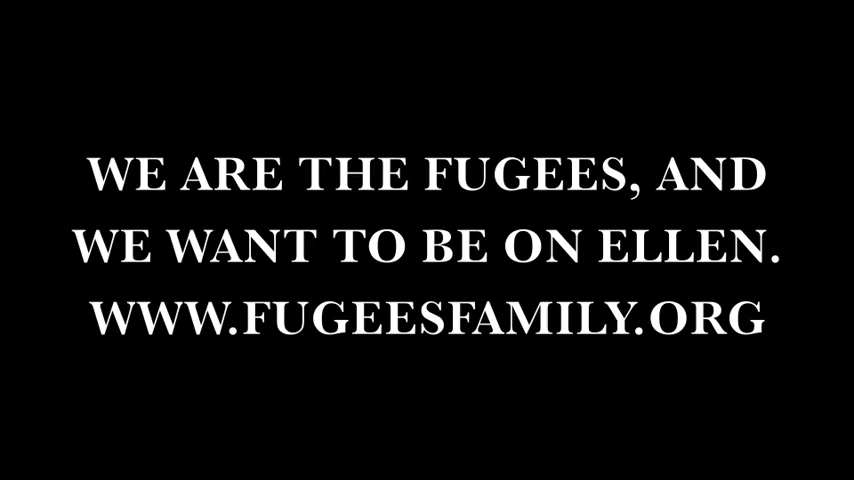 WE ARE THE FUGEES, AND
WE WANT TO BE ON ELLEN.
WWW.FUGEESFAMILY.ORG